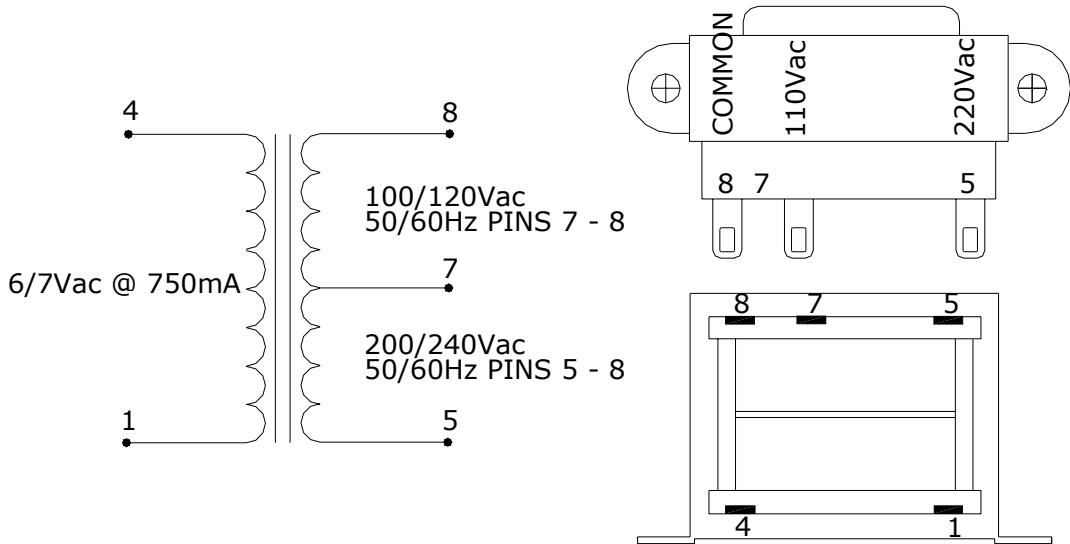 4
8
100/120Vac
50/60Hz PINS 7 - 8
6/7Vac @ 750mA
7
200/240Vac
50/60Hz PINS 5 - 8
1
5
COMMON
110Vac
220Vac
8 7 5
8 7 5
4 1